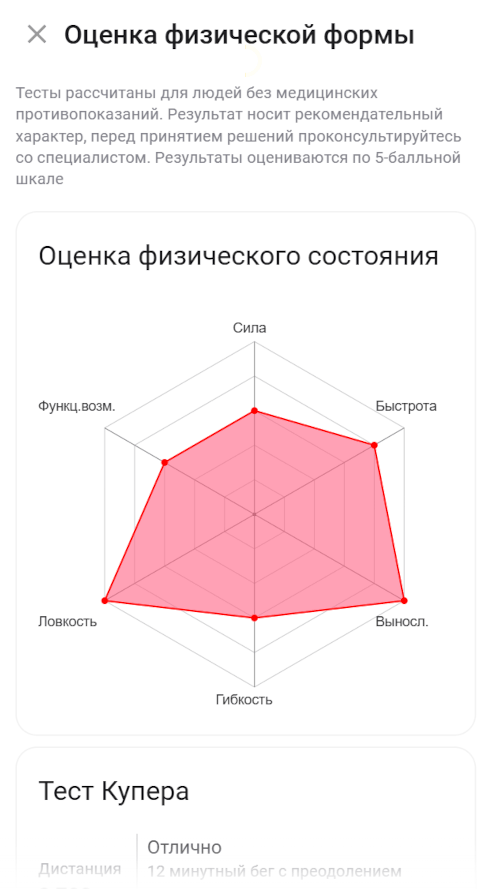 Оценка физической формы
Тесты рассчитаны для людей без медицинских
противопоказаний. Результат носит рекомендательный
характер, перед принятием решений проконсультируйтесь
со специалистом. Результаты оцениваются по 5-балльной
шкале
Оценка физического состояния
Сила
Функц.возм.
Быстрота
Ловкость
Выносл.
Гибкость
Тест Купера
Отлично
Дистанция
12 минутный бег с преодолением